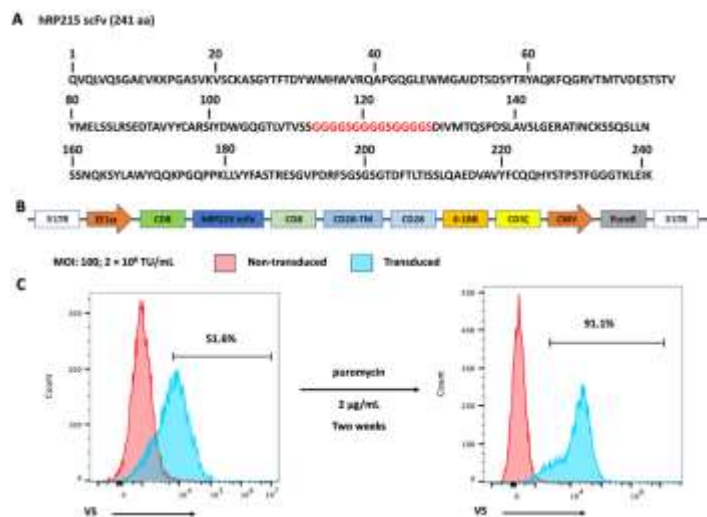 A hRP215 scFv (241 aa)
1 20 40 60
QVQLVQSGAEVKKPGASVKVSCKASGYTFTDYWMHWVRQAPGQGLEWMGAIDTSDSYTRYAQKFQGRVTMTVDESTSTV
80 100 120 140
YMELSSLRSEDTAVYYCARSIYDWGQGTLVTVSSGGGGSGGGGSGGGGSDIVMTQSPDSLAVSLGERATINCKSSQSLLN
160 180 200 220 240
SSNQKSYLAWYQQKPGQPPKLLVYFASTRESGVPDRFSGSGSGTDFTLTISSLQAEDVAVYFCQQHYSTPSTFGGGTKLEIK
B
5'LTR EF1α CD8 hRP215 scFv CD8 CD28-TM CD28 4-1BB CD3ζ CMV PuroR 3'LTR
MOI: 100; 2 × 10⁸ TU/mL Non-transduced Transduced
C
51.6%
91.1%
puromycin
2 μg/mL
Two weeks
Count
Count
V5
V5